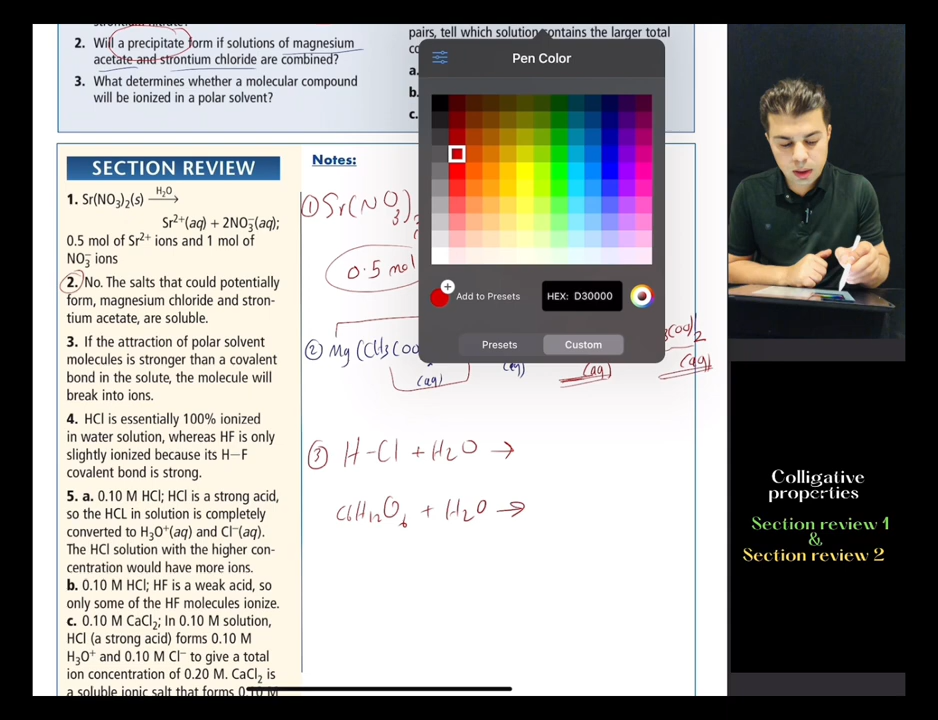 2. Will a precipitate form if solutions of magnesium
acetate and strontium chloride are combined?
3. What determines whether a molecular compound
will be ionized in a polar solvent?
pairs, tell which solution contains the larger total
a.
b.
c.
Pen Color
Add to Presets
HEX: D30000
Presets
Custom
SECTION REVIEW
1. Sr(NO₃)₂(s) H₂O→
Sr²⁺(aq) + 2NO₃⁻(aq);
0.5 mol of Sr²⁺ ions and 1 mol of
NO₃⁻ ions
2. No. The salts that could potentially
form, magnesium chloride and stron-
tium acetate, are soluble.
3. If the attraction of polar solvent
molecules is stronger than a covalent
bond in the solute, the molecule will
break into ions.
4. HCl is essentially 100% ionized
in water solution, whereas HF is only
slightly ionized because its H–F
covalent bond is strong.
5. a. 0.10 M HCl; HCl is a strong acid,
so the HCL in solution is completely
converted to H₃O⁺(aq) and Cl⁻(aq).
The HCl solution with the higher con-
centration would have more ions.
b. 0.10 M HCl; HF is a weak acid, so
only some of the HF molecules ionize.
c. 0.10 M CaCl₂; In 0.10 M solution,
HCl (a strong acid) forms 0.10 M
H₃O⁺ and 0.10 M Cl⁻ to give a total
ion concentration of 0.20 M. CaCl₂ is
a soluble ionic salt that forms 0.10 M
Notes:
① Sr(NO₃)₂
0.5 mol
② Mg(CH₃COO
(aq)
(aq)
(aq)
(aq)
③ H-Cl + H₂O →
C6H₁₂O₆ + H₂O →
Colligative
properties
Section review 1
&
Section review 2